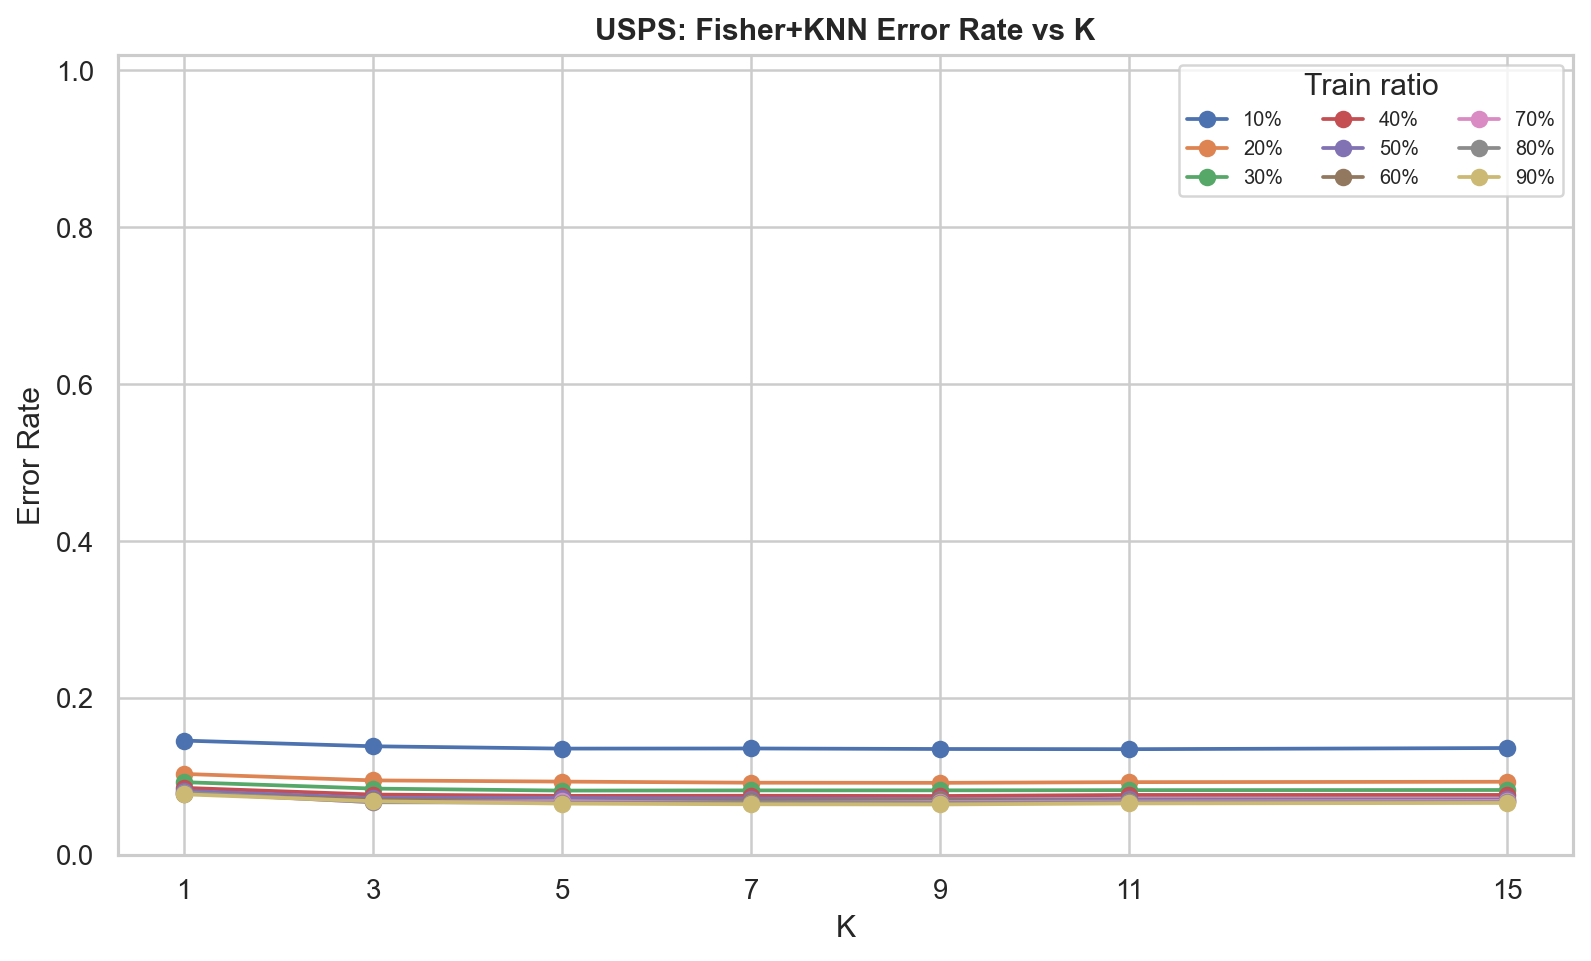 USPS: Fisher+KNN Error Rate vs K
Train ratio
10% 40% 70%
20% 50% 80%
30% 60% 90%
1.0
0.8
0.6
0.4
0.2
0.0
Error Rate
1 3 5 7 9 11 15
K